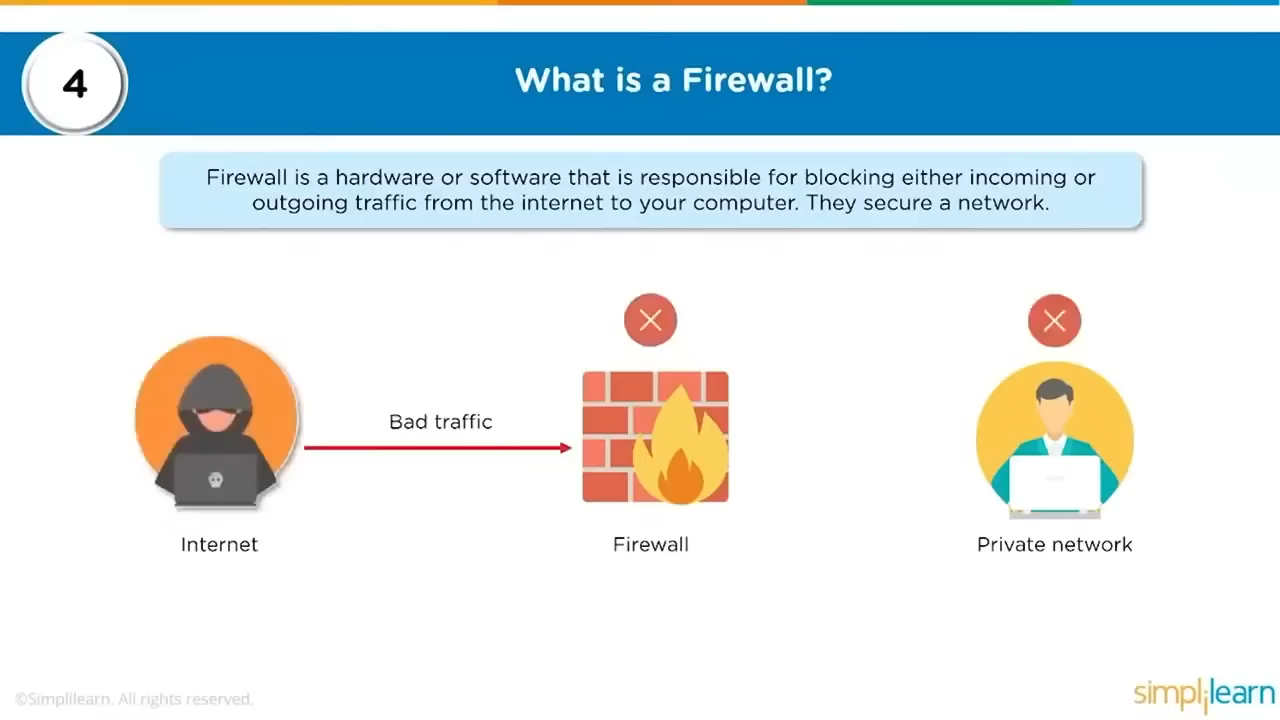 4
What is a Firewall?
Firewall is a hardware or software that is responsible for blocking either incoming or
outgoing traffic from the internet to your computer. They secure a network.
Bad traffic
Internet
Firewall
Private network
©Simplilearn. All rights reserved.
simplilearn